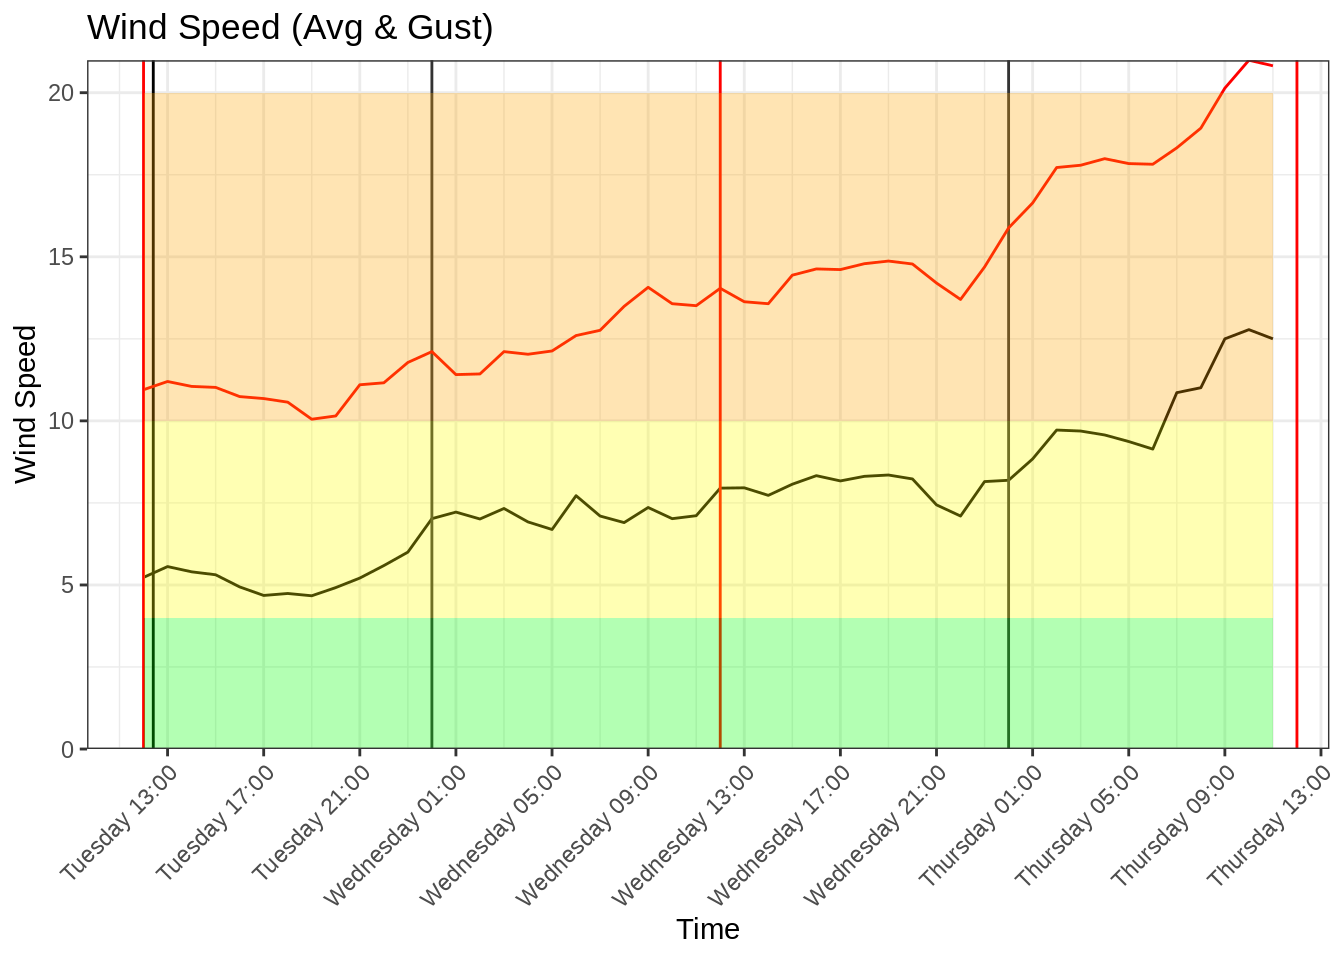 Wind Speed (Avg & Gust)
20
15
10
5
0
Wind Speed
Tuesday 13:00
Tuesday 17:00
Tuesday 21:00
Wednesday 01:00
Wednesday 05:00
Wednesday 09:00
Wednesday 13:00
Wednesday 17:00
Wednesday 21:00
Thursday 01:00
Thursday 05:00
Thursday 09:00
Thursday 13:00
Time